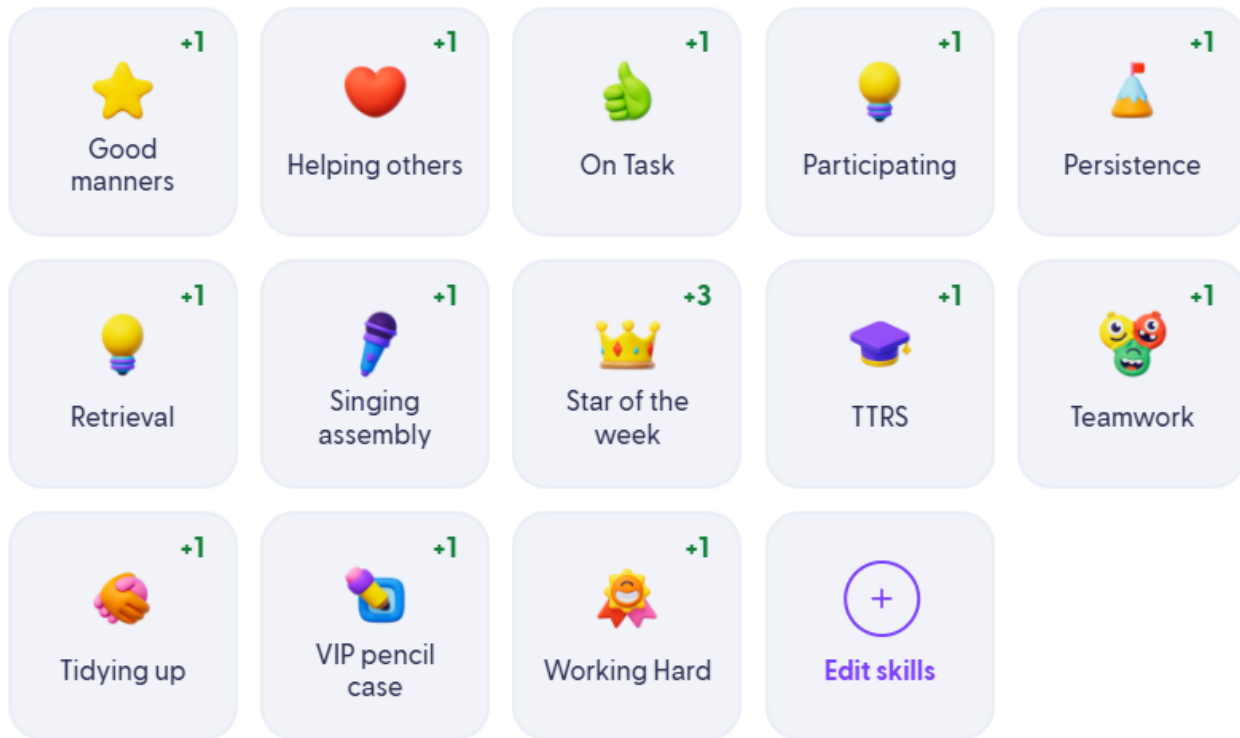 +1
Good
manners
+1
Helping others
+1
On Task
+1
Participating
+1
Persistence
+1
Retrieval
+1
Singing
assembly
+3
Star of the
week
+1
TTRS
+1
Teamwork
+1
Tidying up
+1
VIP pencil
case
+1
Working Hard
+
Edit skills